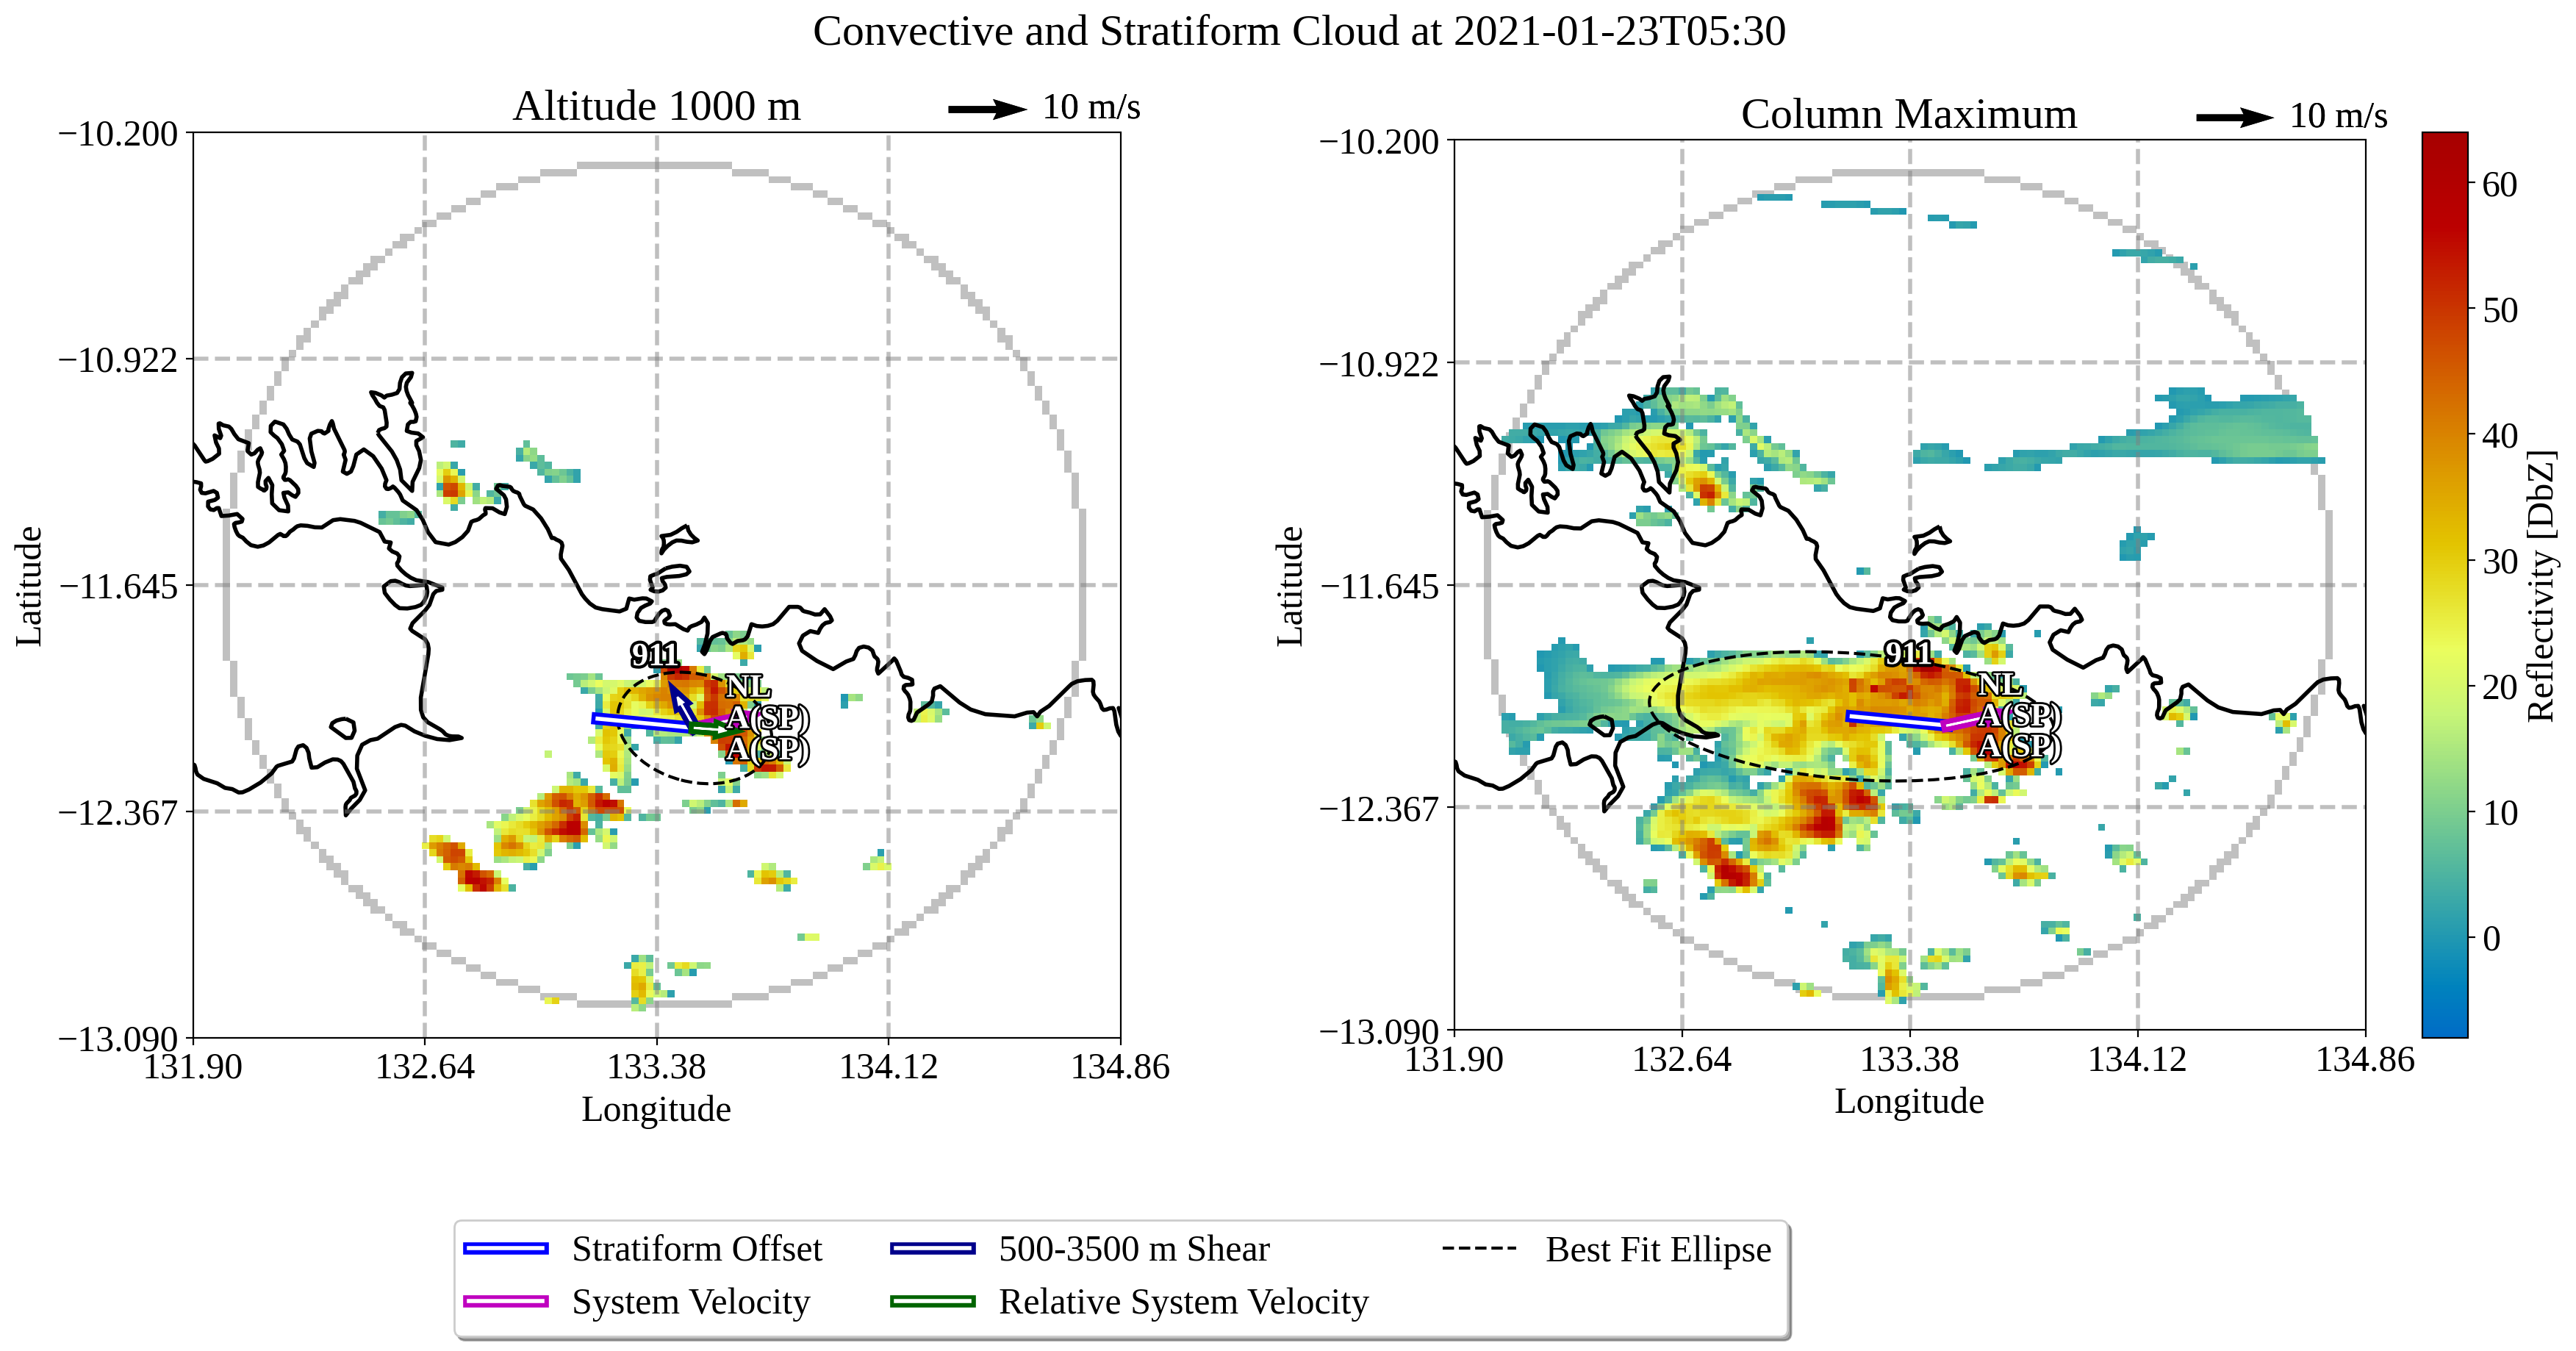 Convective and Stratiform Cloud at 2021-01-23T05:30
Altitude 1000 m
10 m/s
−10.200
−10.922
−11.645
−12.367
−13.090
131.90
132.64
133.38
134.12
134.86
Latitude
Longitude
911
NL
A(SP)
A(SP)
Column Maximum
10 m/s
−10.200
−10.922
−11.645
−12.367
−13.090
131.90
132.64
133.38
134.12
134.86
Latitude
Longitude
911
NL
A(SP)
A(SP)
60
50
40
30
20
10
0
Reflectivity [DbZ]
Stratiform Offset
System Velocity
500-3500 m Shear
Relative System Velocity
Best Fit Ellipse